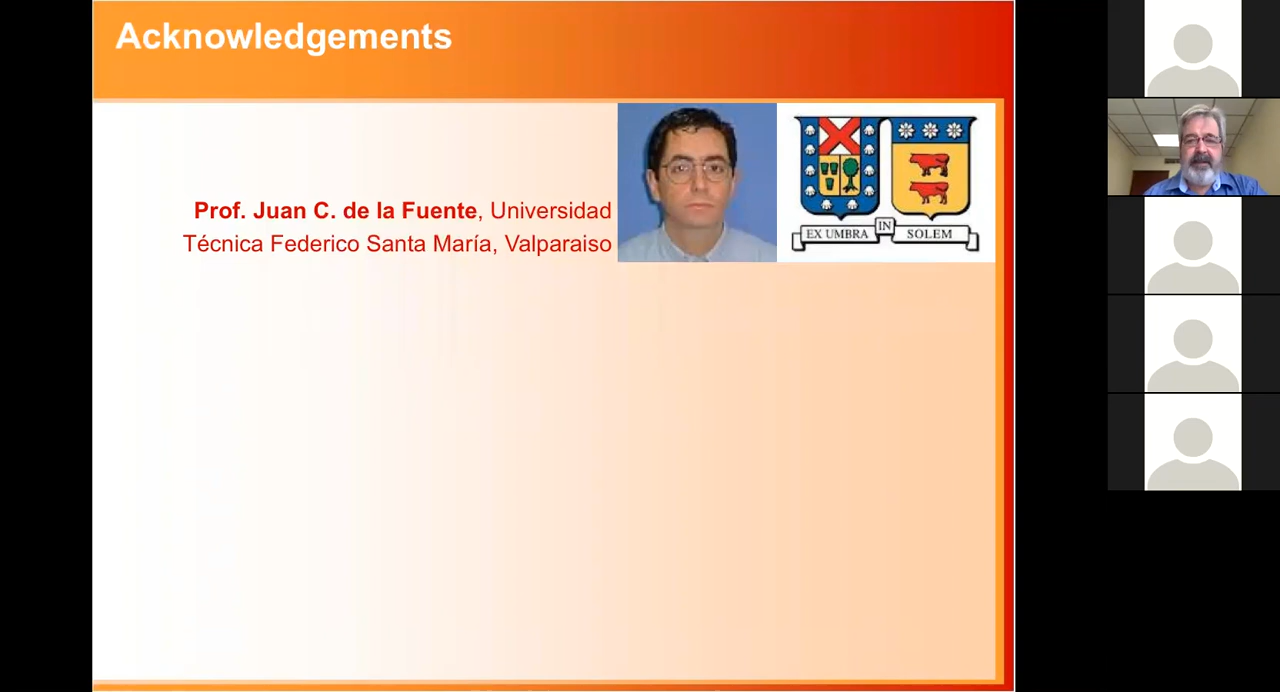 Acknowledgements
Prof. Juan C. de la Fuente, Universidad
Técnica Federico Santa María, Valparaiso
EX UMBRA IN SOLEM